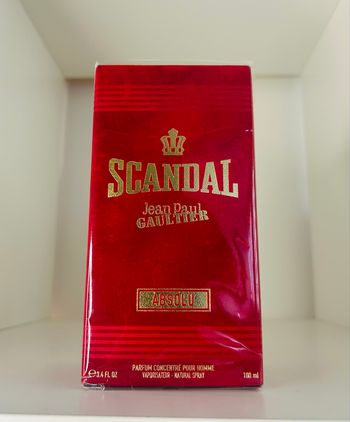 SCANDAL
Jean Paul
GAULTIER
ABSOLU
PARFUM CONCENTRÉ POUR HOMME
℮3.4 FL OZ VAPORISATEUR - NATURAL SPRAY 100 ml